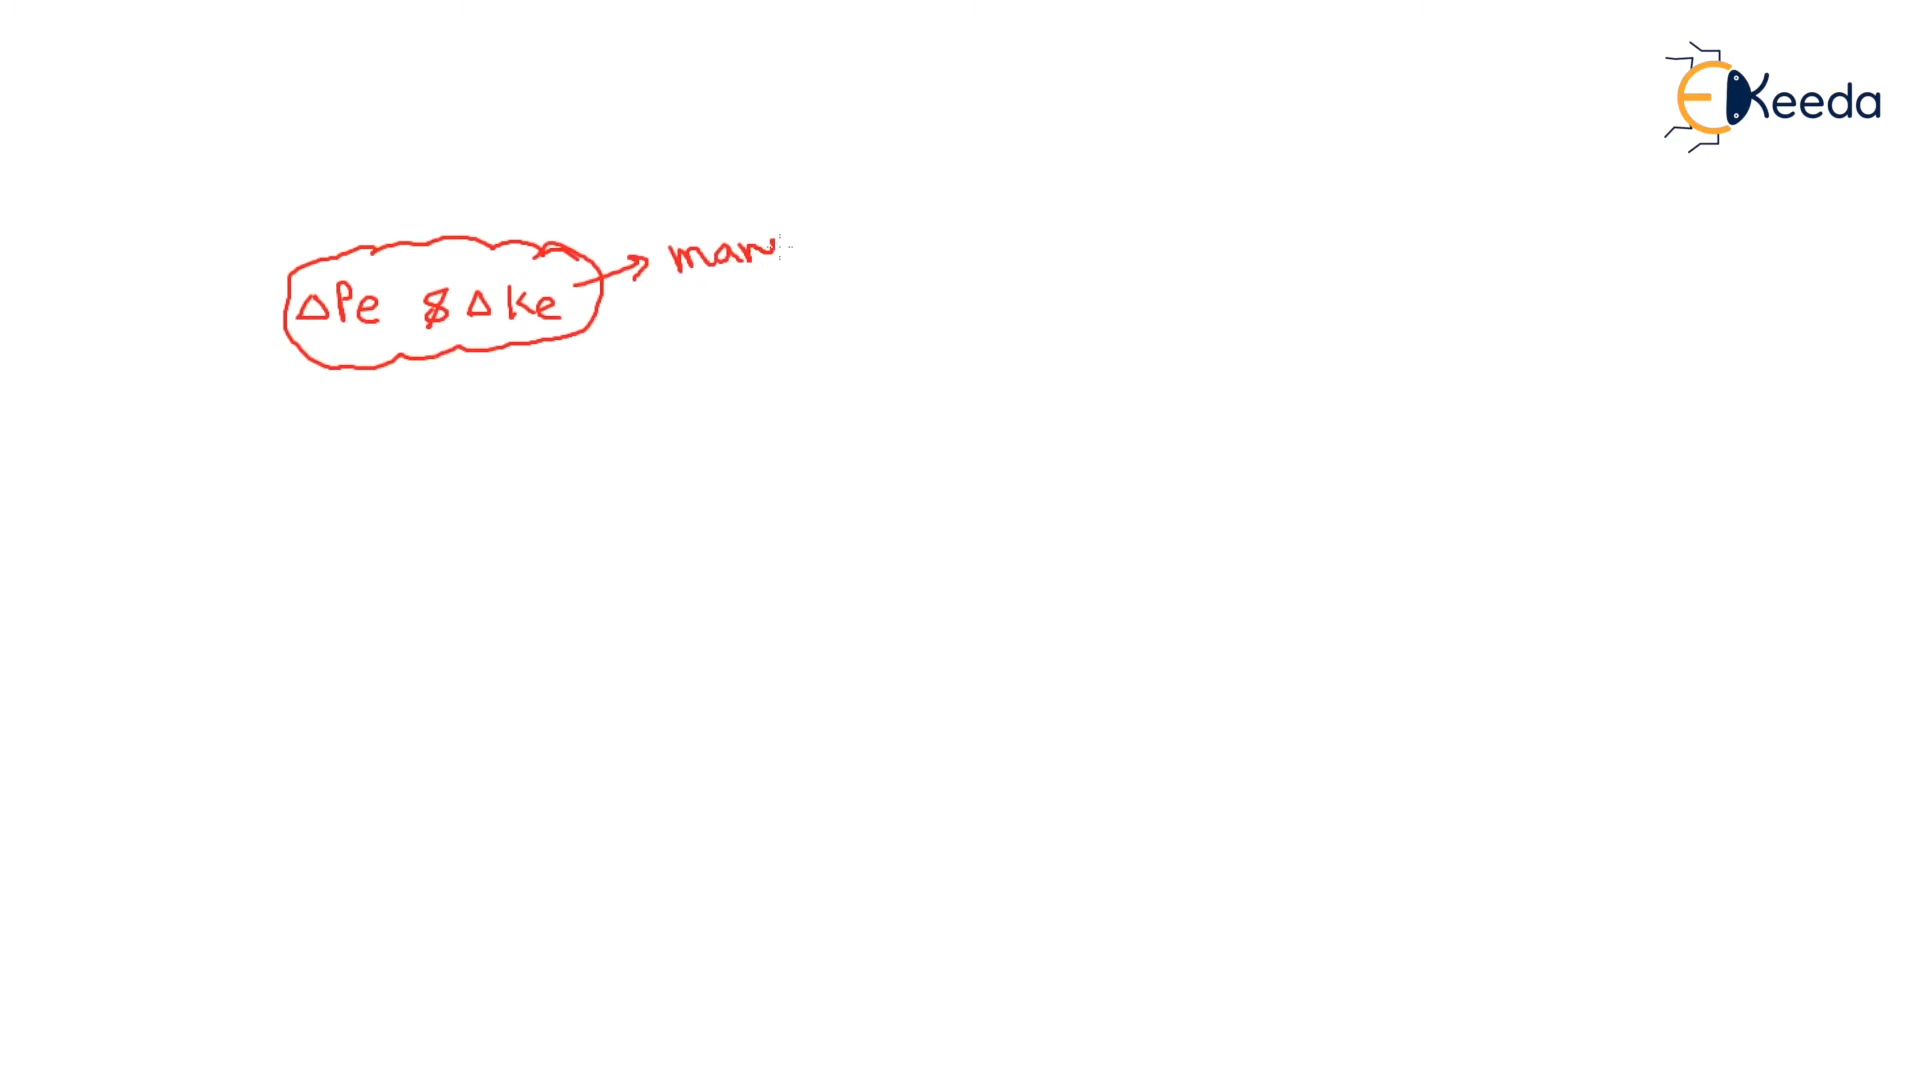 EKeeda
ΔPe & ΔKe → man